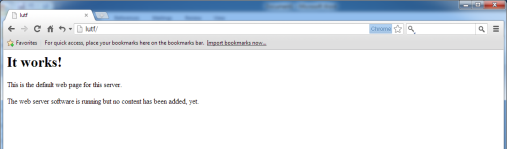 lutf
lutf/
Chrome
Favorites For quick access, place your bookmarks here on the bookmarks bar. Import bookmarks now...
It works!
This is the default web page for this server.
The web server software is running but no content has been added, yet.